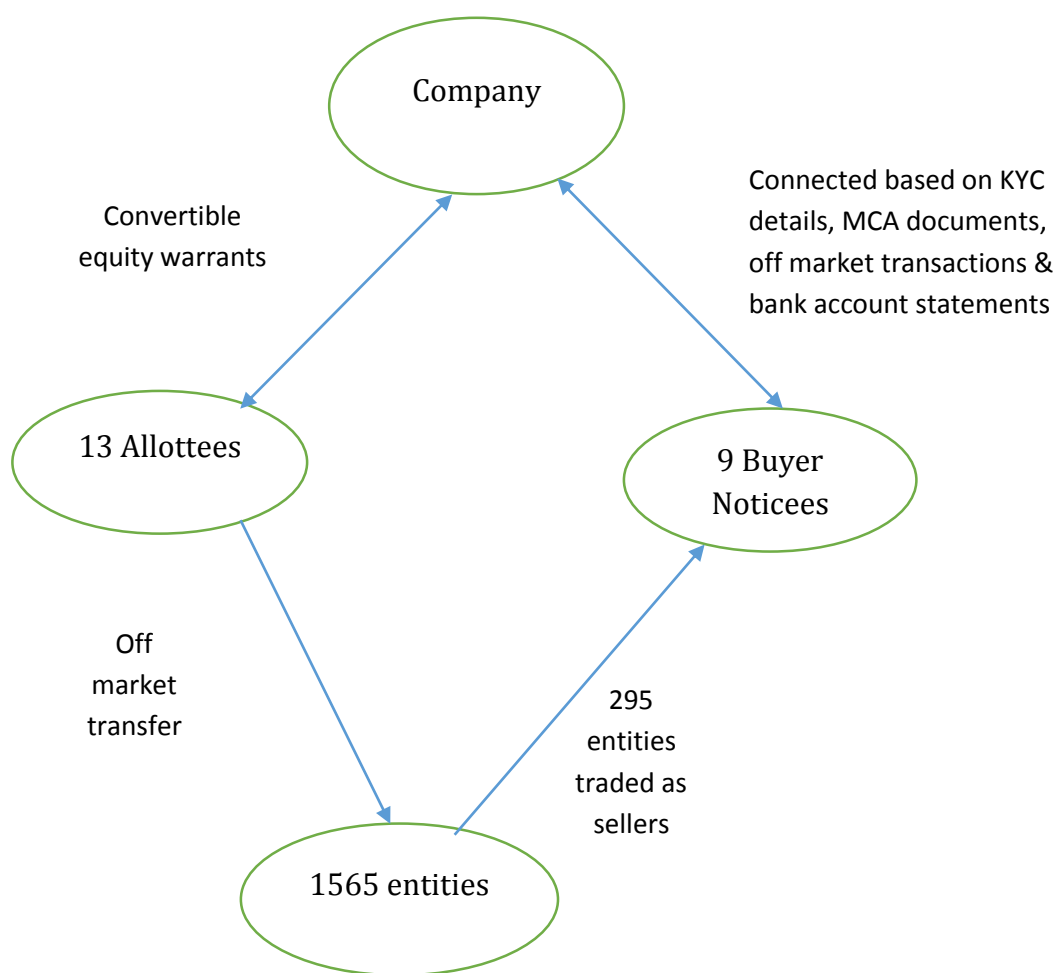 Company
Convertible
equity warrants
Connected based on KYC
details, MCA documents,
off market transactions &
bank account statements
13 Allottees
9 Buyer
Noticees
Off
market
transfer
295
entities
traded as
sellers
1565 entities